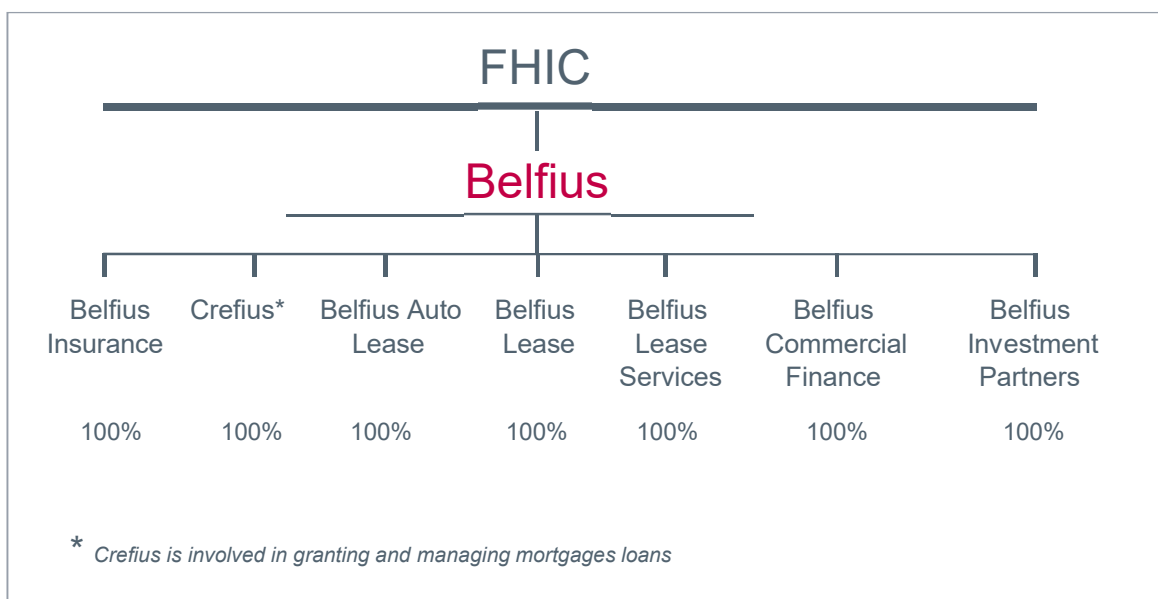 FHIC
Belfius
Belfius Insurance
Crefius*
Belfius Auto Lease
Belfius Lease
Belfius Lease Services
Belfius Commercial Finance
Belfius Investment Partners
100% 100% 100% 100% 100% 100% 100%
* Crefius is involved in granting and managing mortgages loans